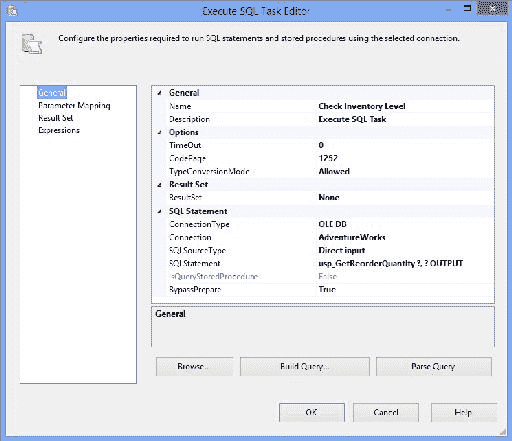 Execute SQL Task Editor
Configure the properties required to run SQL statements and stored procedures using the selected connection.
General
Parameter Mapping
Result Set
Expressions
General
Name Check Inventory Level
Description Execute SQL Task
Options
TimeOut 0
CodePage 1252
TypeConversionMode Allowed
Result Set
ResultSet None
SQL Statement
ConnectionType OLE DB
Connection AdventureWorks
SQLSourceType Direct input
SQLStatement usp_GetReorderQuantity ?, ? OUTPUT
IsQueryStoredProcedure False
BypassPrepare True
General
Browse...
Build Query...
Parse Query
OK
Cancel
Help